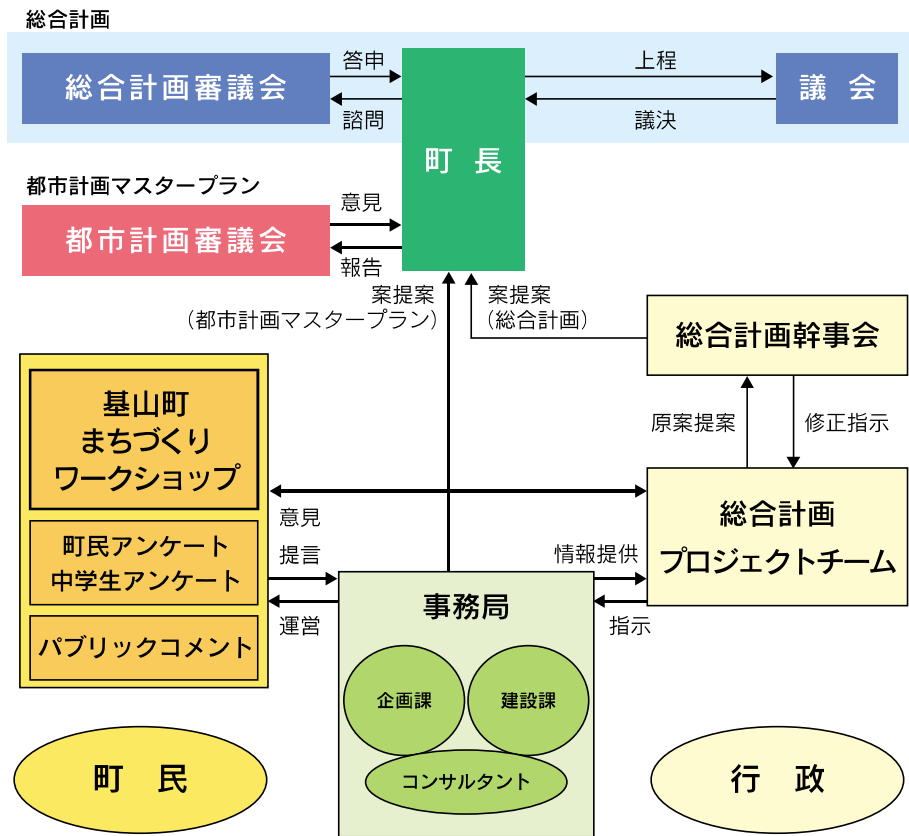 総合計画
総合計画審議会
答申
諮問
町 長
上程
議決
議 会
都市計画マスタープラン
都市計画審議会
意見
報告
案提案
（都市計画マスタープラン）
案提案
（総合計画）
総合計画幹事会
原案提案
修正指示
基山町
まちづくり
ワークショップ
町民アンケート
中学生アンケート
パブリックコメント
意見
提言
運営
総合計画
プロジェクトチーム
情報提供
指示
事務局
企画課
建設課
コンサルタント
町 民
行 政